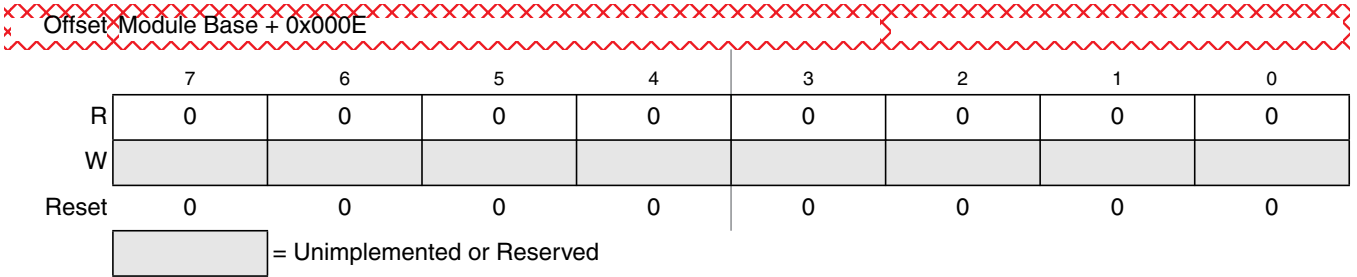 Offset Module Base + 0x000E
7 6 5 4 3 2 1 0
R 0 0 0 0 0 0 0 0
W
Reset 0 0 0 0 0 0 0 0
= Unimplemented or Reserved